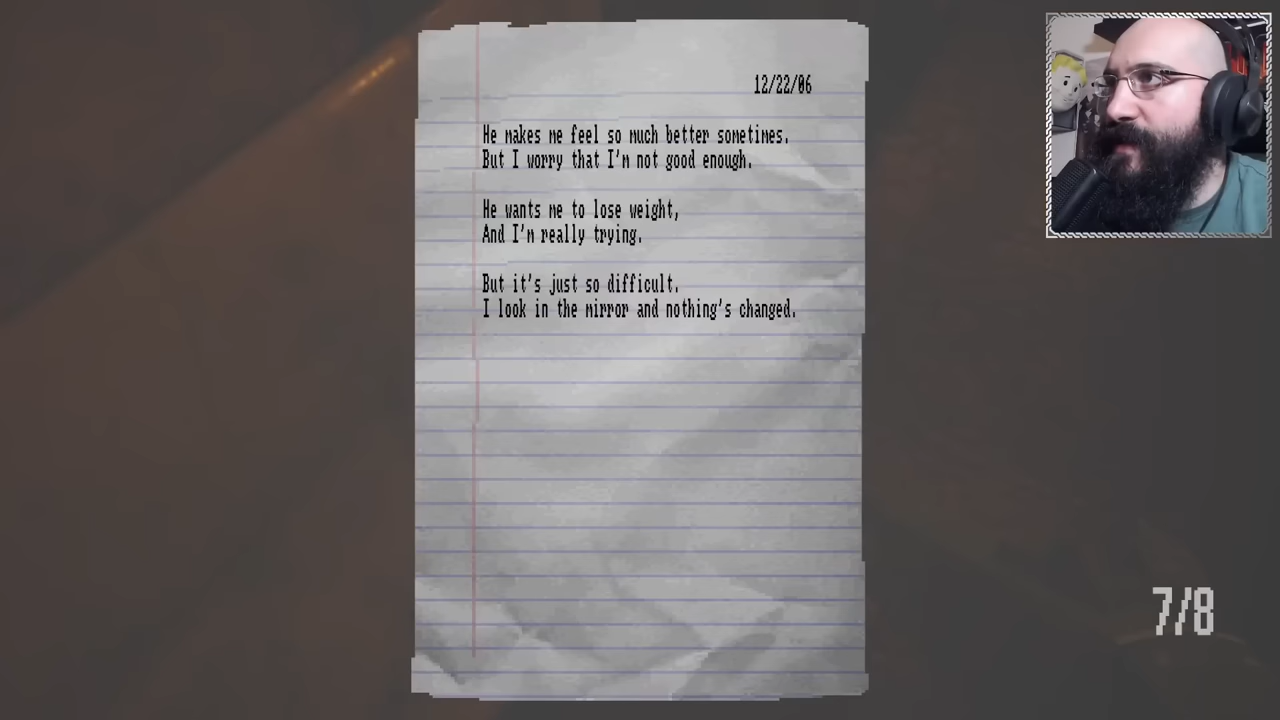 12/22/06
He makes me feel so much better sometimes.
But I worry that I'm not good enough.
He wants me to lose weight,
And I'm really trying.
But it's just so difficult.
I look in the mirror and nothing's changed.
7/8